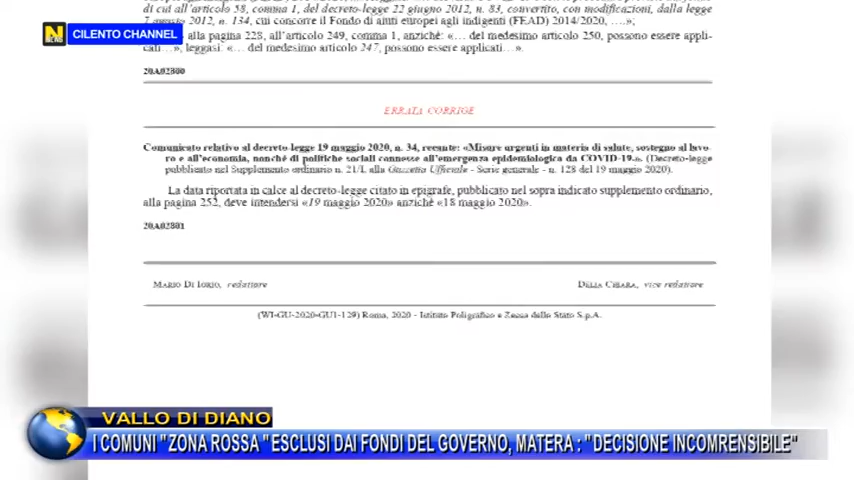 di cui all'articolo 58, comma 1, del decreto-legge 22 giugno 2012, n. 83, convertito, con modificazioni, dalla legge
7 agosto 2012, n. 134, cui concorre il Fondo di aiuti europei agli indigenti (FEAD) 2014/2020, ….»;
alla pagina 228, all'articolo 249, comma 1, anziché: «… del medesimo articolo 250, possono essere appli-
cati…», leggasi: «… del medesimo articolo 247, possono essere applicati…».
20A02800
ERRATA CORRIGE
Comunicato relativo al decreto-legge 19 maggio 2020, n. 34, recante: «Misure urgenti in materia di salute, sostegno al lavo-
ro e all'economia, nonché di politiche sociali connesse all'emergenza epidemiologica da COVID-19.». (Decreto-legge
pubblicato nel Supplemento ordinario n. 21/L alla Gazzetta Ufficiale - Serie generale - n. 128 del 19 maggio 2020).
La data riportata in calce al decreto-legge citato in epigrafe, pubblicato nel sopra indicato supplemento ordinario,
alla pagina 252, deve intendersi «19 maggio 2020» anziché «18 maggio 2020».
20A02801
MARIO DI IORIO, redattore
DELIA CHIARA, vice redattore
(WI-GU-2020-GU1-129) Roma, 2020 - Istituto Poligrafico e Zecca dello Stato S.p.A.
CILENTO CHANNEL
VALLO DI DIANO
I COMUNI "ZONA ROSSA "ESCLUSI DAI FONDI DEL GOVERNO, MATERA : "DECISIONE INCOMRENSIBILE"